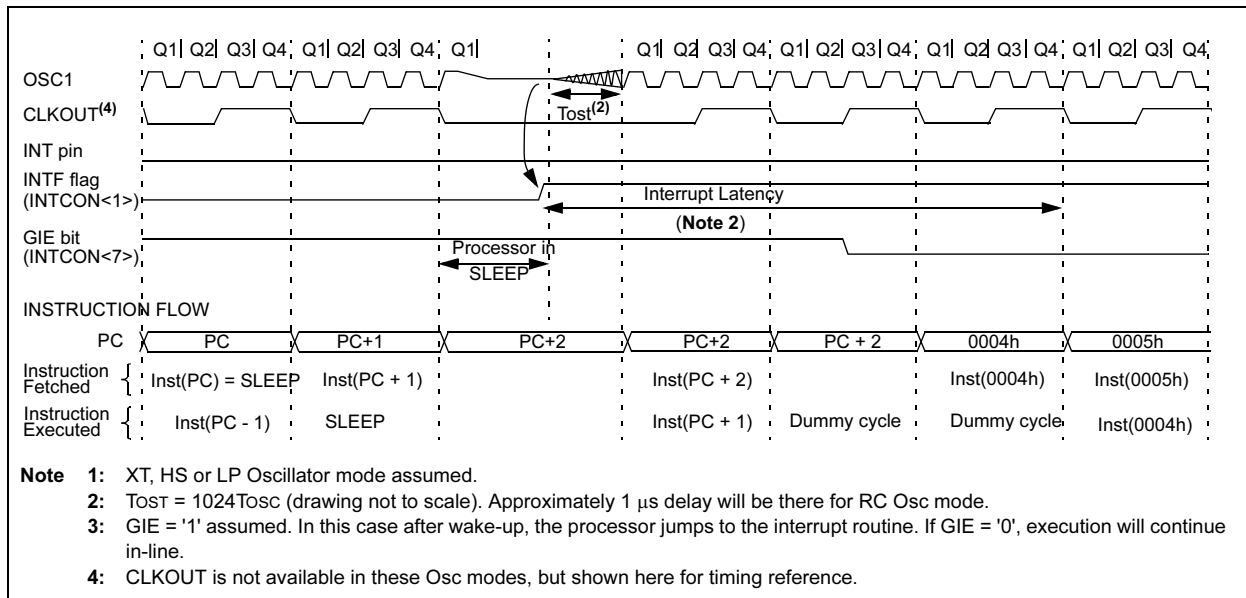 Q1 Q2 Q3 Q4 Q1 Q2 Q3 Q4 Q1 Q1 Q2 Q3 Q4 Q1 Q2 Q3 Q4 Q1 Q2 Q3 Q4 Q1 Q2 Q3 Q4
OSC1
CLKOUT(4)
TOST(2)
INT pin
INTF flag
(INTCON<1>)
Interrupt Latency
(Note 2)
GIE bit
(INTCON<7>)
Processor in
SLEEP
INSTRUCTION FLOW
PC PC PC+1 PC+2 PC+2 PC + 2 0004h 0005h
Instruction
Fetched { Inst(PC) = SLEEP Inst(PC + 1) Inst(PC + 2) Inst(0004h) Inst(0005h)
Instruction
Executed { Inst(PC - 1) SLEEP Inst(PC + 1) Dummy cycle Dummy cycle Inst(0004h)
Note 1: XT, HS or LP Oscillator mode assumed.
2: TOST = 1024TOSC (drawing not to scale). Approximately 1 μs delay will be there for RC Osc mode.
3: GIE = '1' assumed. In this case after wake-up, the processor jumps to the interrupt routine. If GIE = '0', execution will continue
in-line.
4: CLKOUT is not available in these Osc modes, but shown here for timing reference.